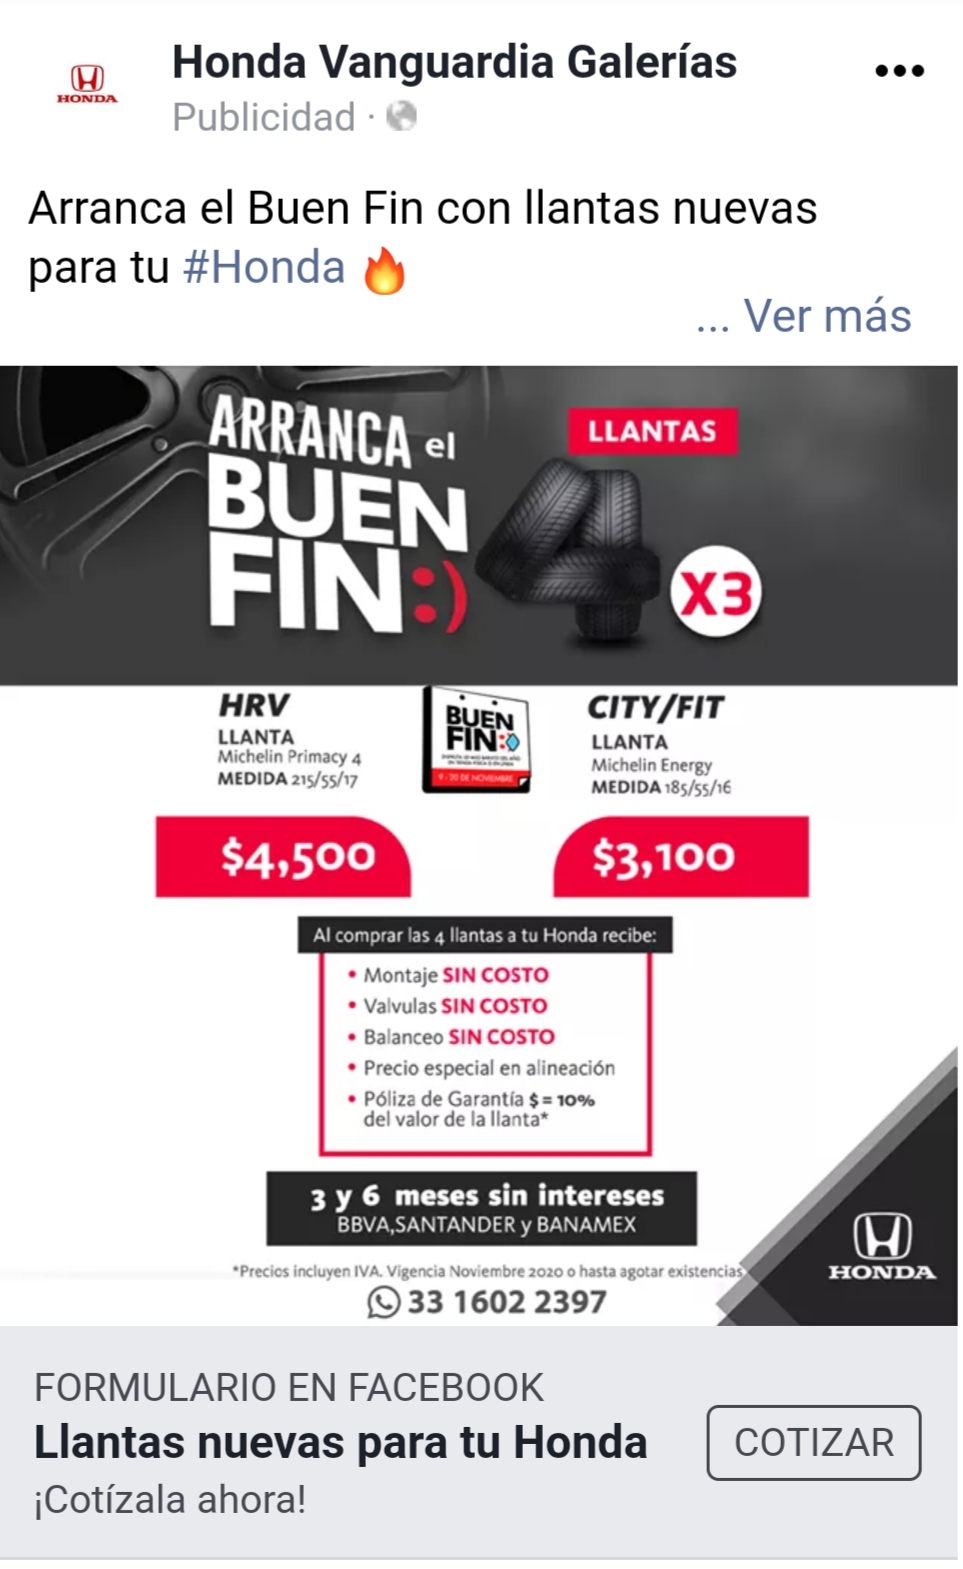 Honda Vanguardia Galerías
HONDA
Publicidad ·
Arranca el Buen Fin con llantas nuevas
para tu #Honda 🔥
... Ver más
ARRANCA el
BUEN
FIN:)
LLANTAS
4 X3
HRV
LLANTA
Michelin Primacy 4
MEDIDA 215/55/17
$4,500
BUEN
FIN:
9 - 20 DE NOVIEMBRE
CITY/FIT
LLANTA
Michelin Energy
MEDIDA 185/55/16
$3,100
Al comprar las 4 llantas a tu Honda recibe:
• Montaje SIN COSTO
• Valvulas SIN COSTO
• Balanceo SIN COSTO
• Precio especial en alineación
• Póliza de Garantía $ = 10%
del valor de la llanta*
3 y 6 meses sin intereses
BBVA,SANTANDER y BANAMEX
*Precios incluyen IVA. Vigencia Noviembre 2020 o hasta agotar existencias
33 1602 2397
HONDA
FORMULARIO EN FACEBOOK
Llantas nuevas para tu Honda
¡Cotízala ahora!
COTIZAR